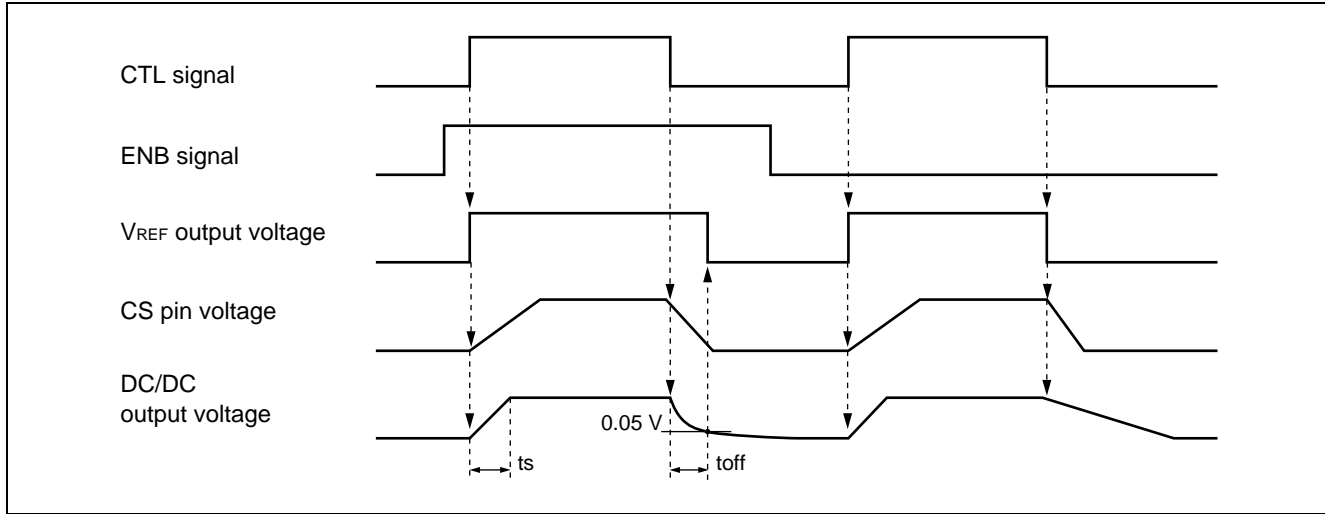 CTL signal
ENB signal
VREF output voltage
CS pin voltage
DC/DC
output voltage
0.05 V
ts
toff